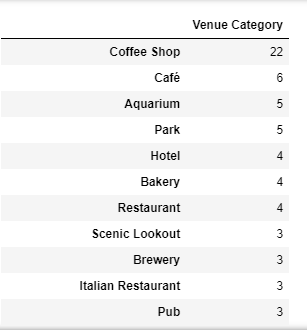 Venue Category
Coffee Shop 22
Café 6
Aquarium 5
Park 5
Hotel 4
Bakery 4
Restaurant 4
Scenic Lookout 3
Brewery 3
Italian Restaurant 3
Pub 3